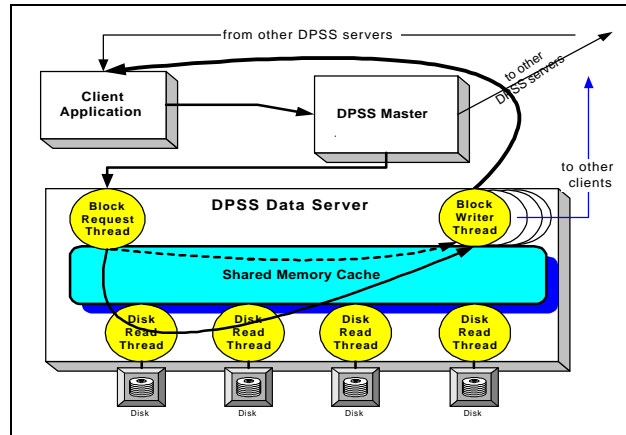 from other DPSS servers
to other
DPSS servers
Client
Application
DPSS Master
to other
clients
DPSS Data Server
Block
Request
Thread
Block
Writer
Thread
Shared Memory Cache
Disk
Read
Thread
Disk
Read
Thread
Disk
Read
Thread
Disk
Read
Thread
Disk
Disk
Disk
Disk